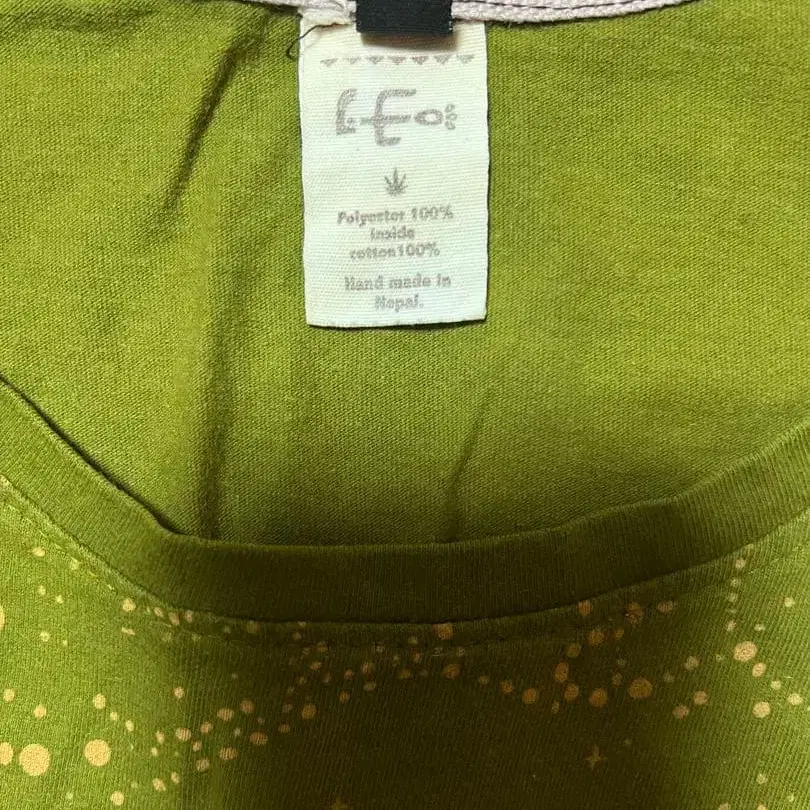 Polyester 100%
inside
cotton100%
Hand made in
Nepal.